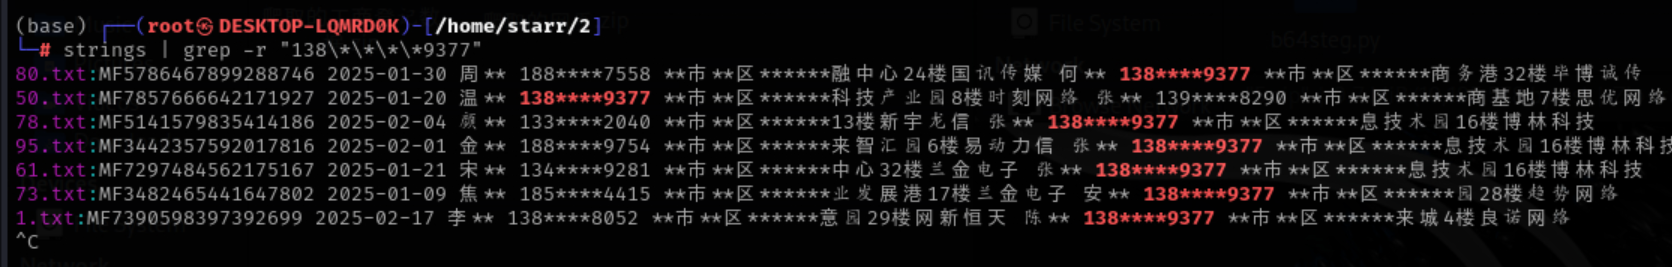 (base) ┌──(root㉿DESKTOP-LQMRD0K)-[/home/starr/2]
└─# strings | grep -r "138\*\*\*\*9377"
80.txt:MF57864678992887​46 2025-01-30 周** 188****7558 **市**区******融中心24楼国讯传媒 何** 138****9377 **市**区******商务港32楼毕博诚传
50.txt:MF7857666642171927 2025-01-20 温** 138****9377 **市**区******科技产业园8楼时刻网络 张** 139****8290 **市**区******商基地7楼思优网络
78.txt:MF5141579835414186 2025-02-04 颜** 133****2040 **市**区******13楼新宇龙信 张** 138****9377 **市**区******息技术园16楼博林科技
95.txt:MF3442357592017816 2025-02-01 金** 188****9754 **市**区******来智汇园6楼易动力信 张** 138****9377 **市**区******息技术园16楼博林科技
61.txt:MF7297484562175167 2025-01-21 宋** 134****9281 **市**区******中心32楼兰金电子 张** 138****9377 **市**区******息技术园16楼博林科技
73.txt:MF3482465441647802 2025-01-09 焦** 185****4415 **市**区******业发展港17楼兰金电子 安** 138****9377 **市**区******园28楼趋势网络
1.txt:MF7390598397392699 2025-02-17 李** 138****8052 **市**区******意园29楼网新恒天 陈** 138****9377 **市**区******来城4楼良诺网络
^C
File System
b64steg.py
Network